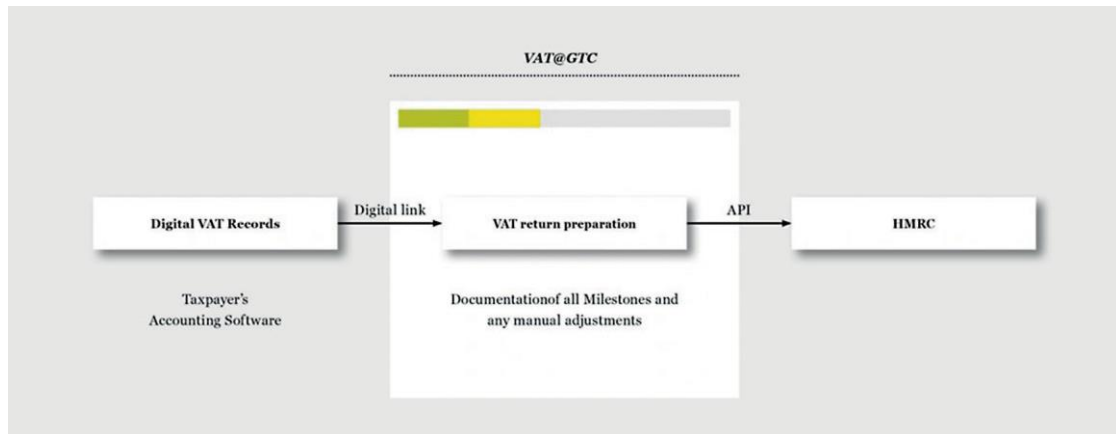 VAT@GTC
Digital VAT Records
Digital link
VAT return preparation
API
HMRC
Taxpayer's
Accounting Software
Documentationof all Milestones and
any manual adjustments